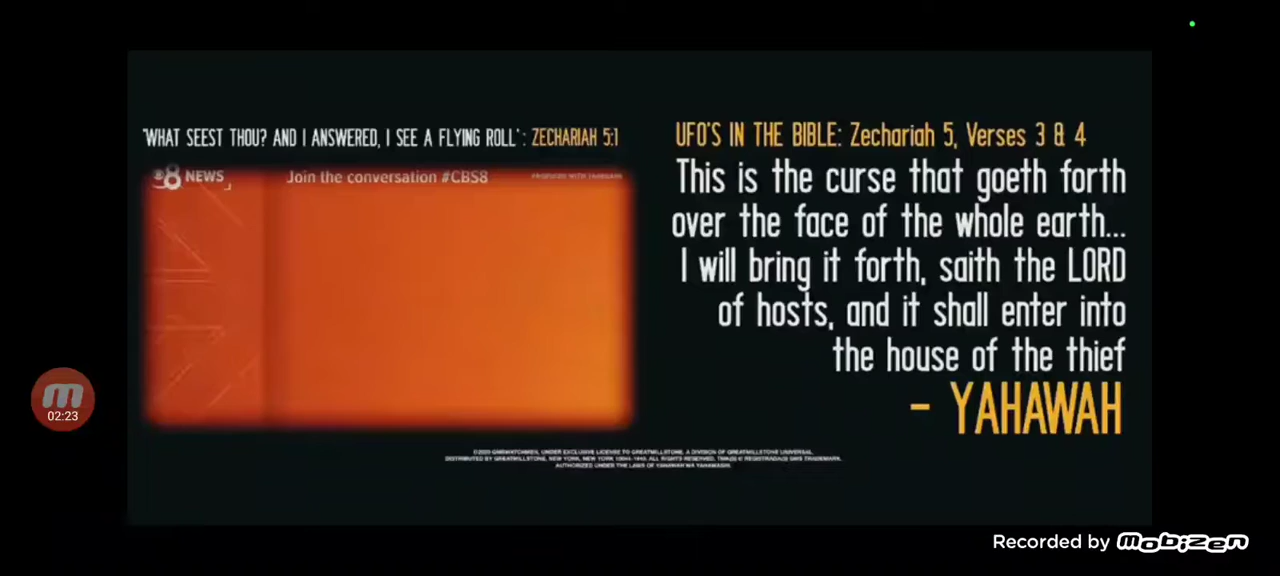 'WHAT SEEST THOU? AND I ANSWERED, I SEE A FLYING ROLL': ZECHARIAH 5:1
8 NEWS
Join the conversation #CBS8
UFO'S IN THE BIBLE: Zechariah 5, Verses 3 & 4
This is the curse that goeth forth
over the face of the whole earth...
I will bring it forth, saith the LORD
of hosts, and it shall enter into
the house of the thief
- YAHAWAH
02:23
Recorded by mobizen